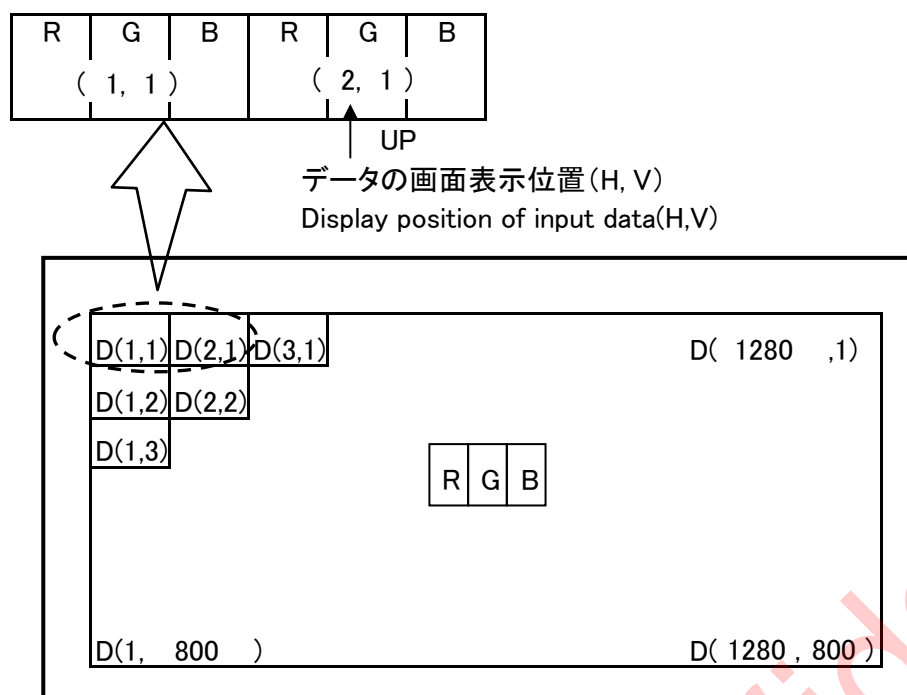 R G B R G B
( 1, 1 ) ( 2, 1 )
UP
データの画面表示位置(H, V)
Display position of input data(H,V)
D(1,1) D(2,1) D(3,1) D( 1280 ,1)
D(1,2) D(2,2)
D(1,3)
R G B
D(1, 800 ) D( 1280 , 800 )